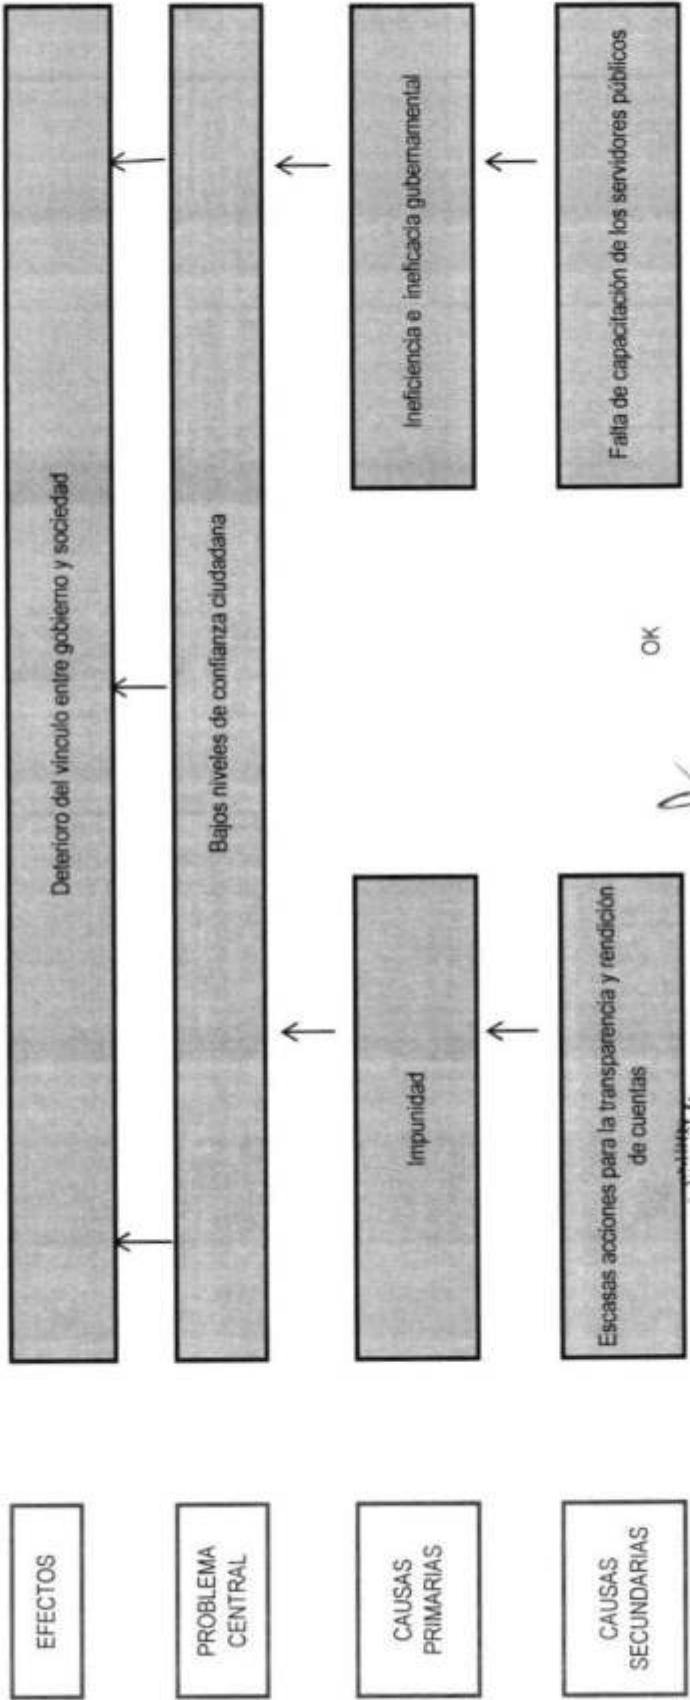 EFECTOS
Deterioro del vínculo entre gobierno y sociedad
PROBLEMA
CENTRAL
Bajos niveles de confianza ciudadana
CAUSAS
PRIMARIAS
Impunidad
Ineficiencia e ineficacia gubernamental
CAUSAS
SECUNDARIAS
Escasas acciones para la transparencia y rendición
de cuentas
Falta de capacitación de los servidores públicos
OK